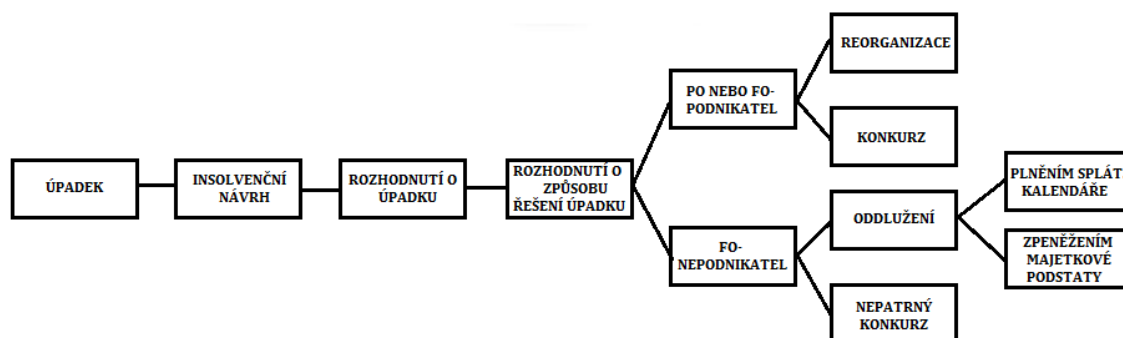 ÚPADEK
INSOLVENČNÍ
NÁVRH
ROZHODNUTÍ O
ÚPADKU
ROZHODNUTÍ O
ZPŮSOBU
ŘEŠENÍ ÚPADKU
PO NEBO FO-
PODNIKATEL
REORGANIZACE
KONKURZ
FO-
NEPODNIKATEL
ODDLUŽENÍ
NEPATRNÝ
KONKURZ
PLNĚNÍM SPLÁT.
KALENDÁŘE
ZPENĚŽENÍM
MAJETKOVÉ
PODSTATY